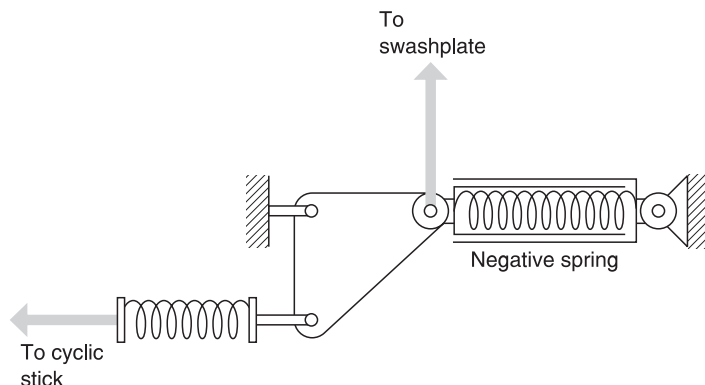 To
swashplate
Negative spring
To cyclic
stick